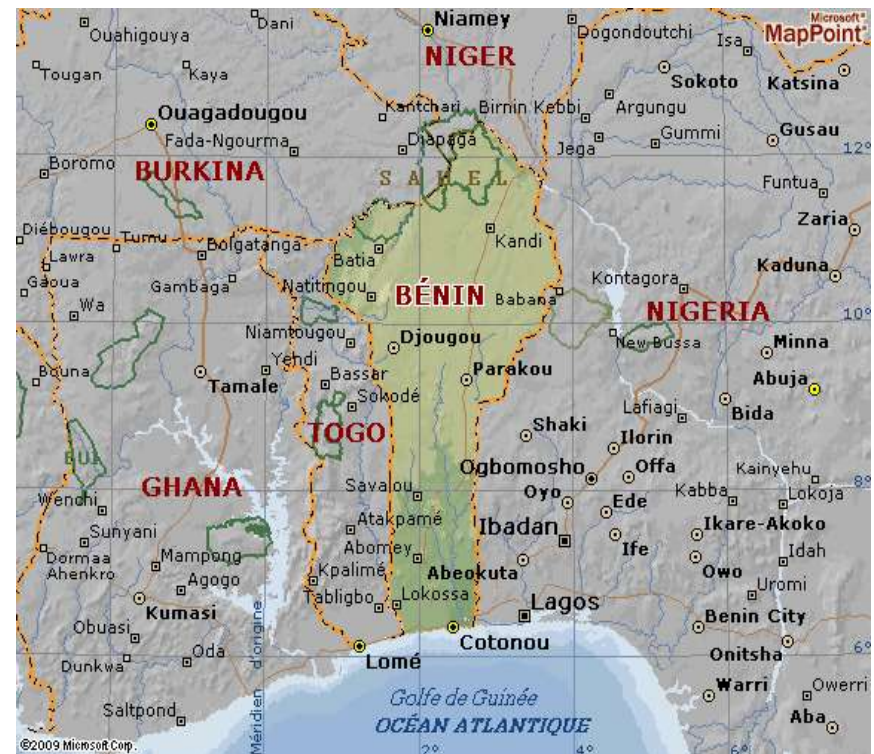 Microsoft®
MapPoint®
Niamey
Dani
Ouahigouya
Dogondoutchi
Isa
NIGER
Tougan
Kaya
Sokoto
Katsina
Kantchari
Birnin Kebbi
Argungu
Ouagadougou
Fada-Ngourma
Diapaga
Jega
Gummi
Gusau
12°
Boromo
BURKINA
SAHEL
Funtua
Zaria
Diébougou
Tumu
Bolgatanga
Kandi
Lawra
Batia
Kaduna
Gaoua
Gambaga
Natitingou
BÉNIN
Babana
Kontagora
Wa
NIGERIA
10°
Niamtougou
Djougou
New Bussa
Minna
Bouna
Yehdi
Tamale
Bassar
Parakou
Abuja
Sokodé
Lafiagi
Bida
TOGO
Shaki
Ilorin
BUI
GHANA
Ogbomosho
Offa
Kainyehu
8°
Wenchi
Savalou
Oyo
Ede
Kabba
Lokoja
Sunyani
Atakpamé
Ibadan
Ikare-Akoko
Dormaa
Ahenkro
Mampong
Abomey
Ife
Idah
Agogo
Kpalimé
Abeokuta
Owo
Kumasi
Tabligbo
Lokossa
Lagos
Uromi
Obuasi
Benin City
Cotonou
Onitsha
6°
Dunkwa
Oda
Lomé
Méridien d'origine
Golfe de Guinée
OCÉAN ATLANTIQUE
Warri
Owerri
Saltpond
Aba
©2009 Microsoft Corp.
2°
4°
6°